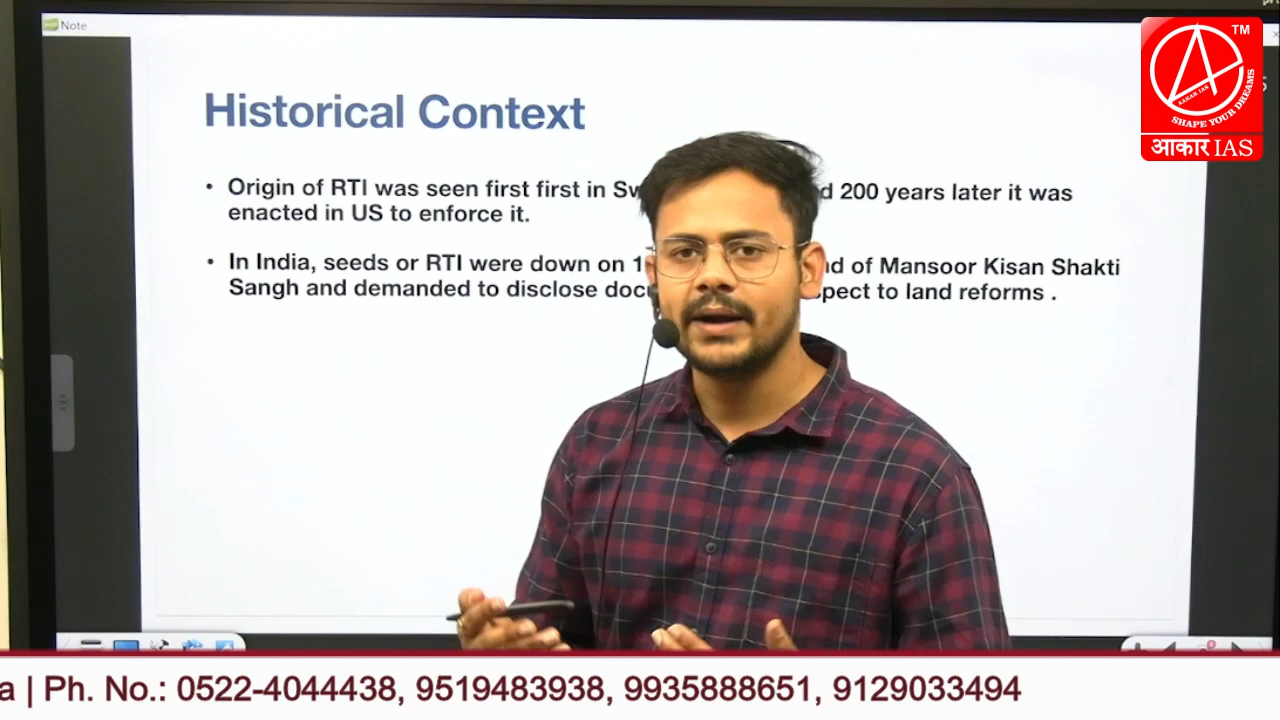 Note
TM
AAKAR IAS
SHAPE YOUR DREAMS
आकार IAS
Historical Context
• Origin of RTI was seen first first in Sw 200 years later it was
enacted in US to enforce it.
• In India, seeds or RTI were down on 1 of Mansoor Kisan Shakti
Sangh and demanded to disclose to land reforms .
a | Ph. No.: 0522-4044438, 9519483938, 9935888651, 9129033494